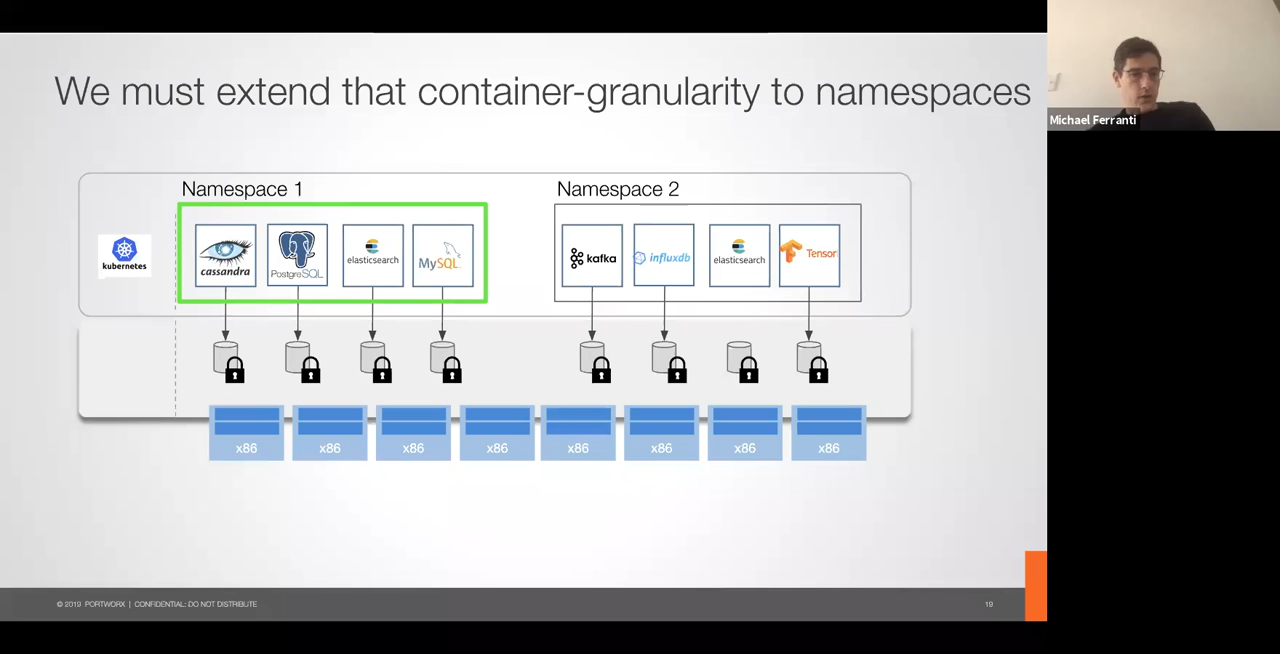 We must extend that container-granularity to namespaces
Michael Ferranti
Namespace 1
Namespace 2
kubernetes
cassandra
PostgreSQL
elasticsearch
MySQL
kafka
influxdb
elasticsearch
Tensor
x86
x86
x86
x86
x86
x86
x86
x86
© 2019 PORTWORX | CONFIDENTIAL: DO NOT DISTRIBUTE
19